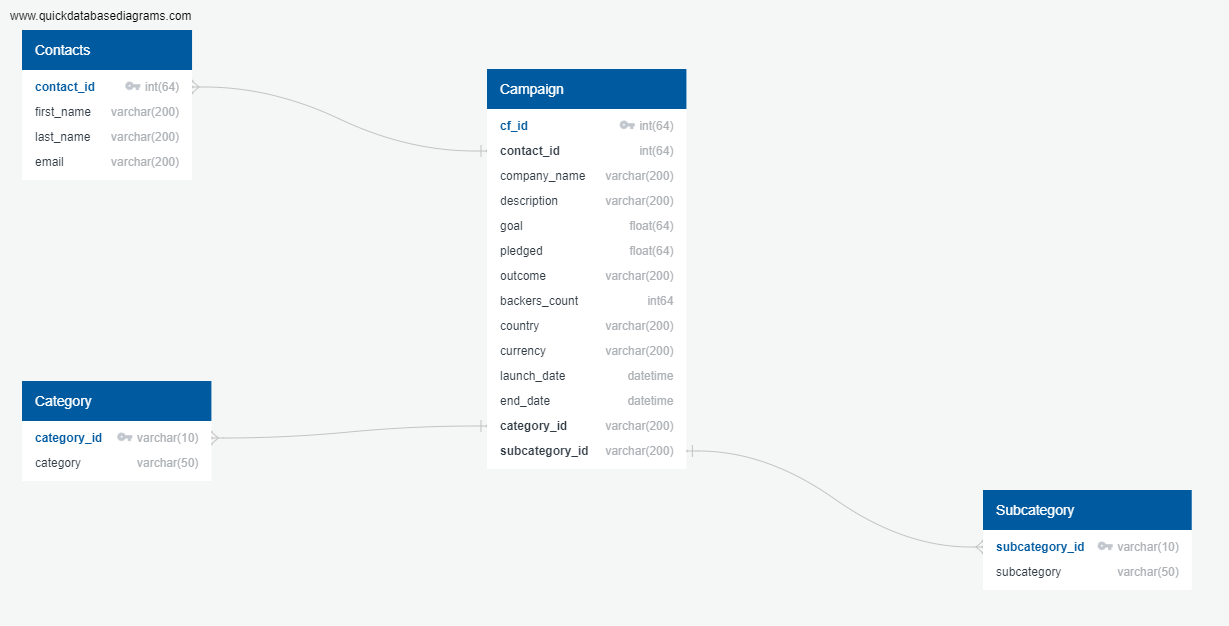 www.quickdatabasediagrams.com
Contacts
contact_id int(64)
first_name varchar(200)
last_name varchar(200)
email varchar(200)
Campaign
cf_id int(64)
contact_id int(64)
company_name varchar(200)
description varchar(200)
goal float(64)
pledged float(64)
outcome varchar(200)
backers_count int64
country varchar(200)
currency varchar(200)
launch_date datetime
end_date datetime
category_id varchar(200)
subcategory_id varchar(200)
Category
category_id varchar(10)
category varchar(50)
Subcategory
subcategory_id varchar(10)
subcategory varchar(50)